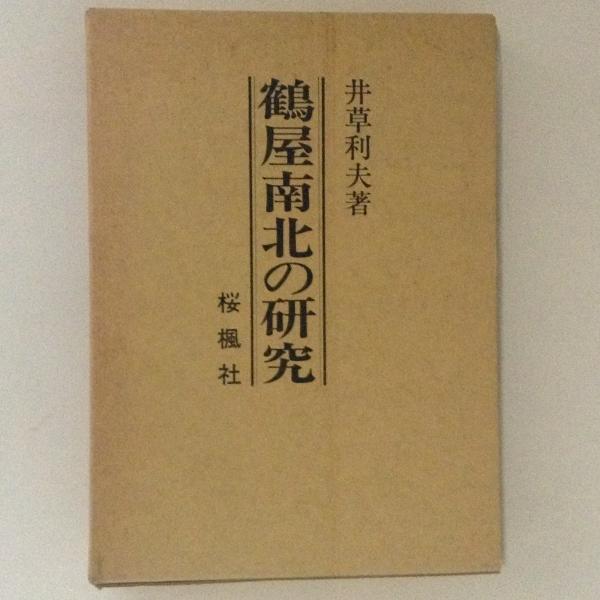 井草利夫著
鶴屋南北の研究
桜楓社